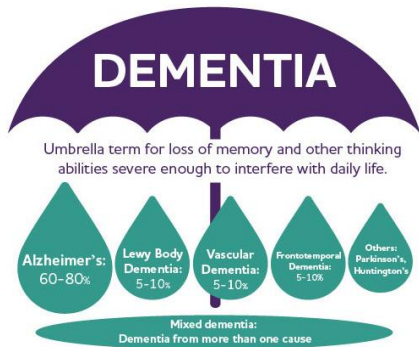 DEMENTIA
Umbrella term for loss of memory and other thinking
abilities severe enough to interfere with daily life.
Alzheimer's:
60-80%
Lewy Body
Dementia:
5-10%
Vascular
Dementia:
5-10%
Frontotemporal
Dementia:
5-10%
Others:
Parkinson's,
Huntington's
Mixed dementia:
Dementia from more than one cause